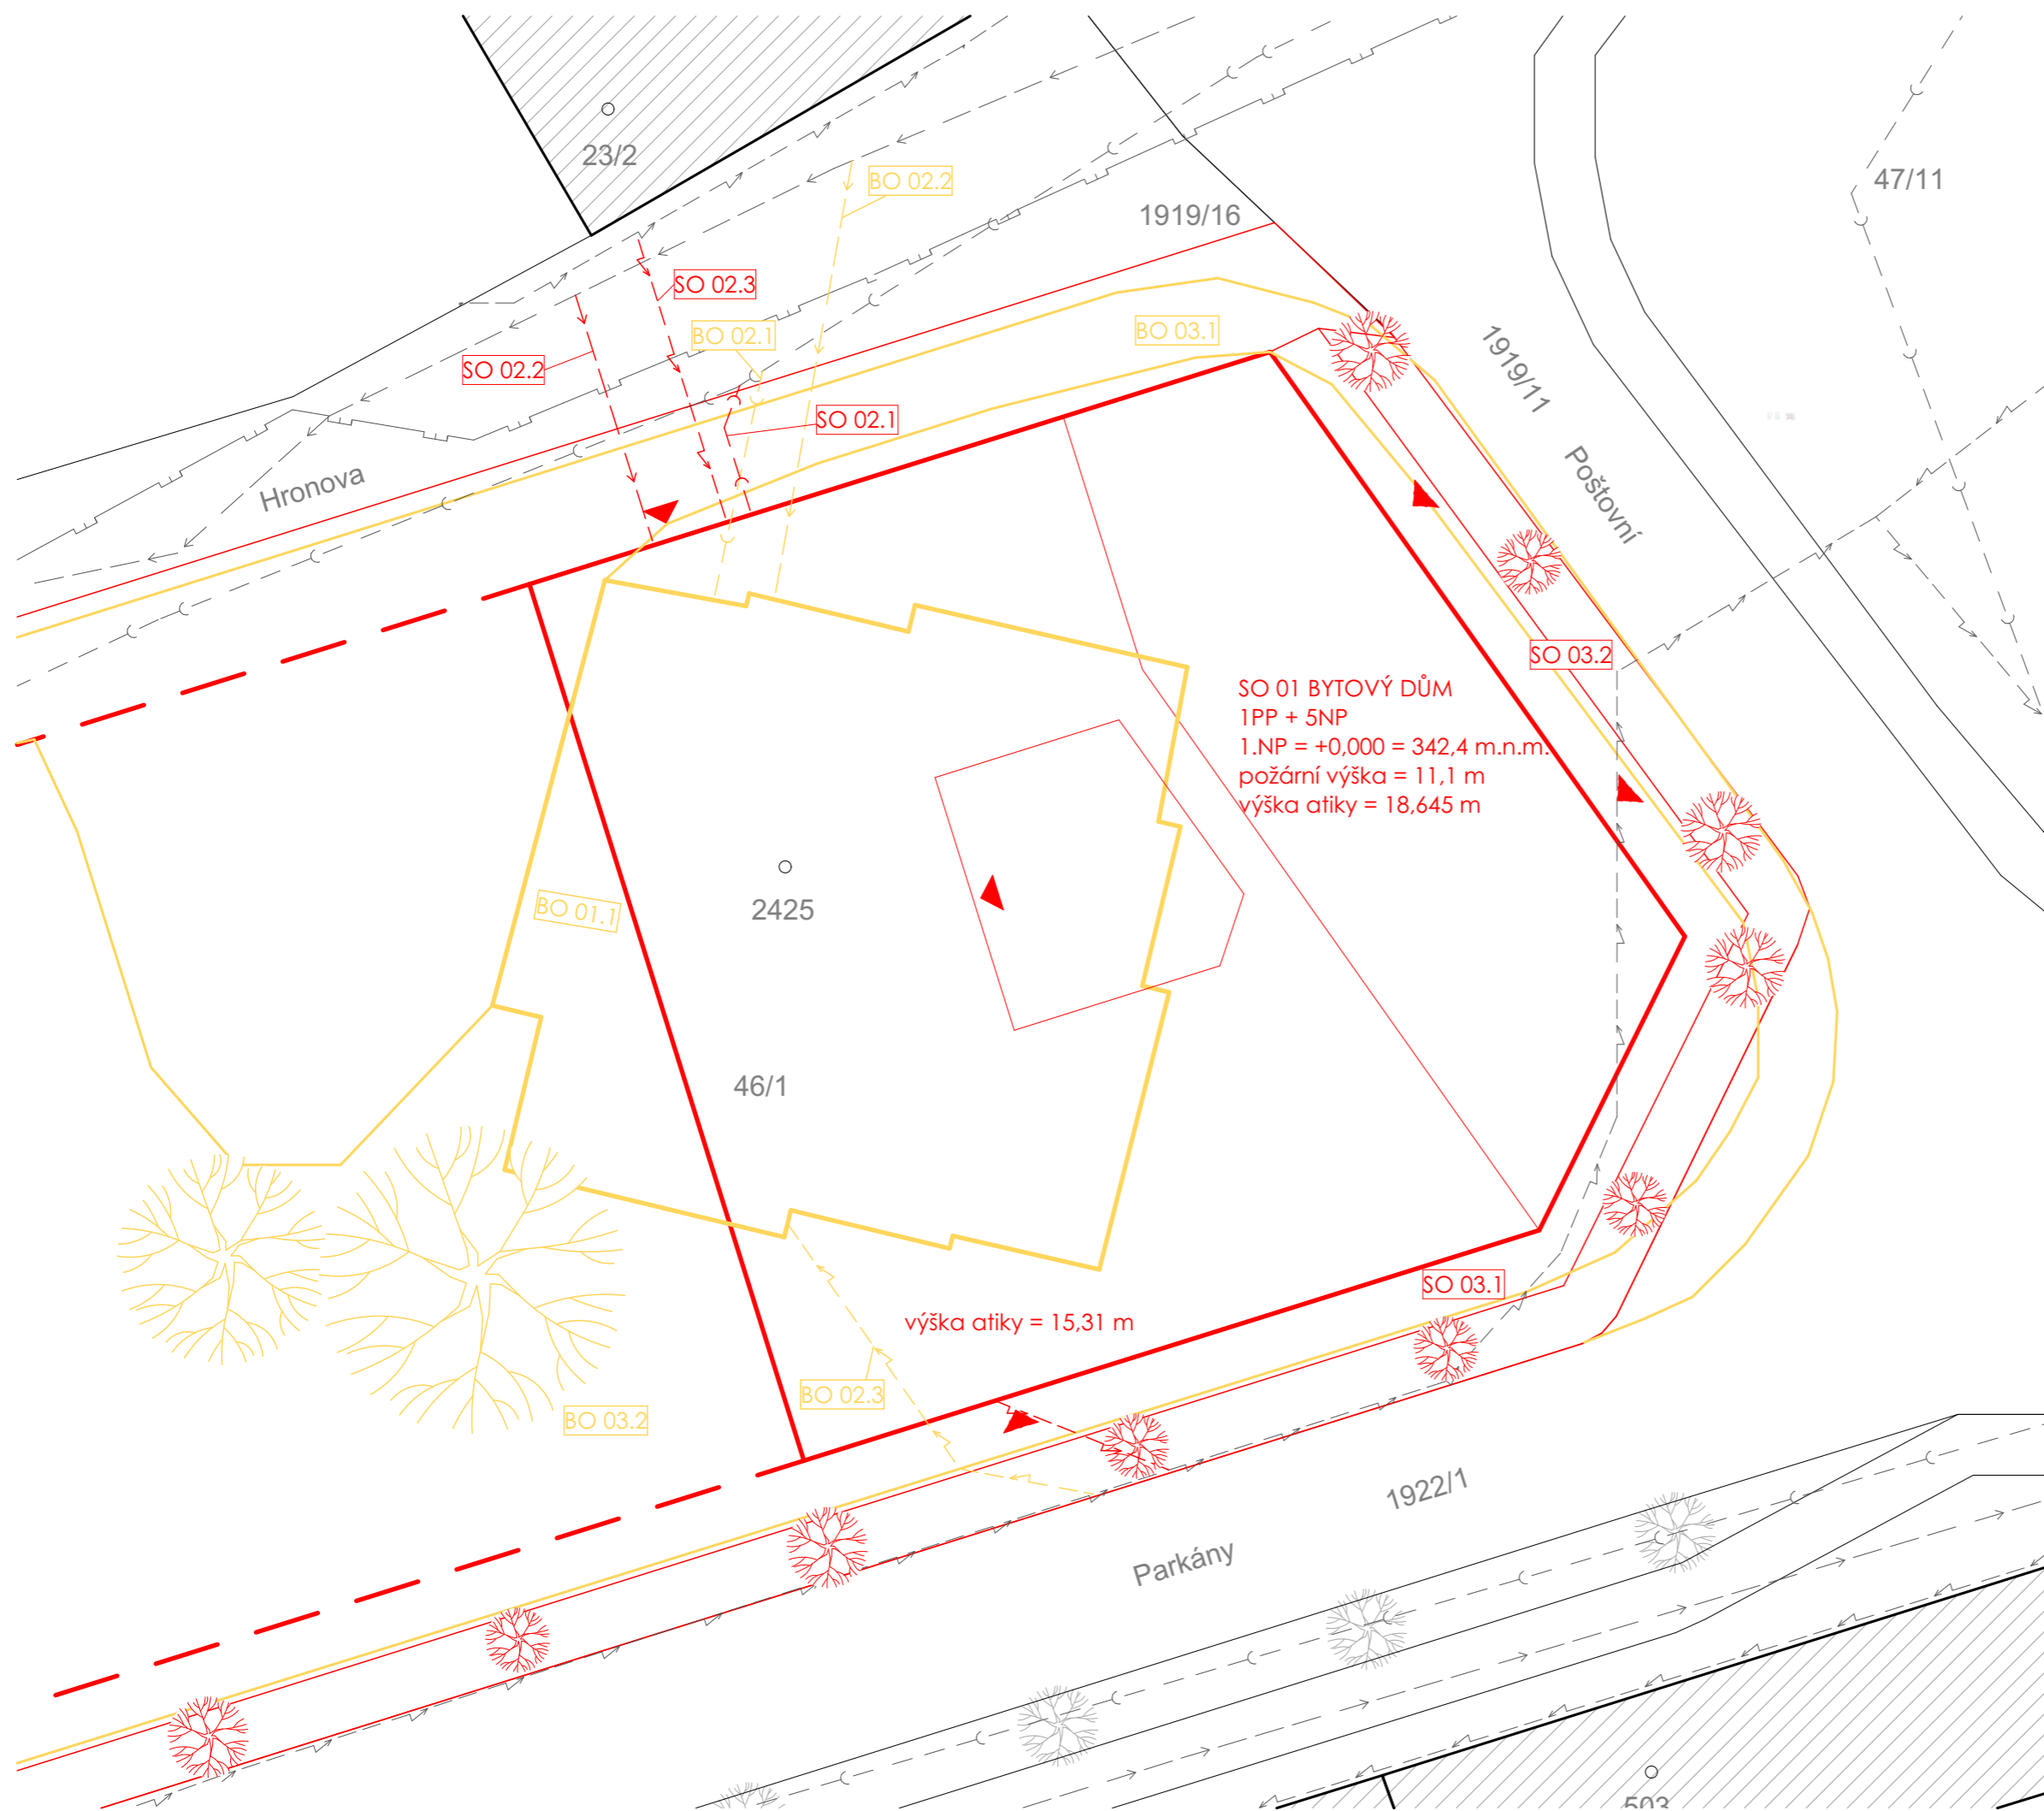 23/2
BO 02.2
47/11
1919/16
SO 02.3
BO 02.1
BO 03.1
SO 02.2
1919/11
SO 02.1
Hronova
Poštovní
SO 03.2
SO 01 BYTOVÝ DŮM
1PP + 5NP
1.NP = +0,000 = 342,4 m.n.m.
požární výška = 11,1 m
výška atiky = 18,645 m
BO 01.1
2425
46/1
SO 03.1
výška atiky = 15,31 m
BO 02.3
BO 03.2
1922/1
Parkány
503